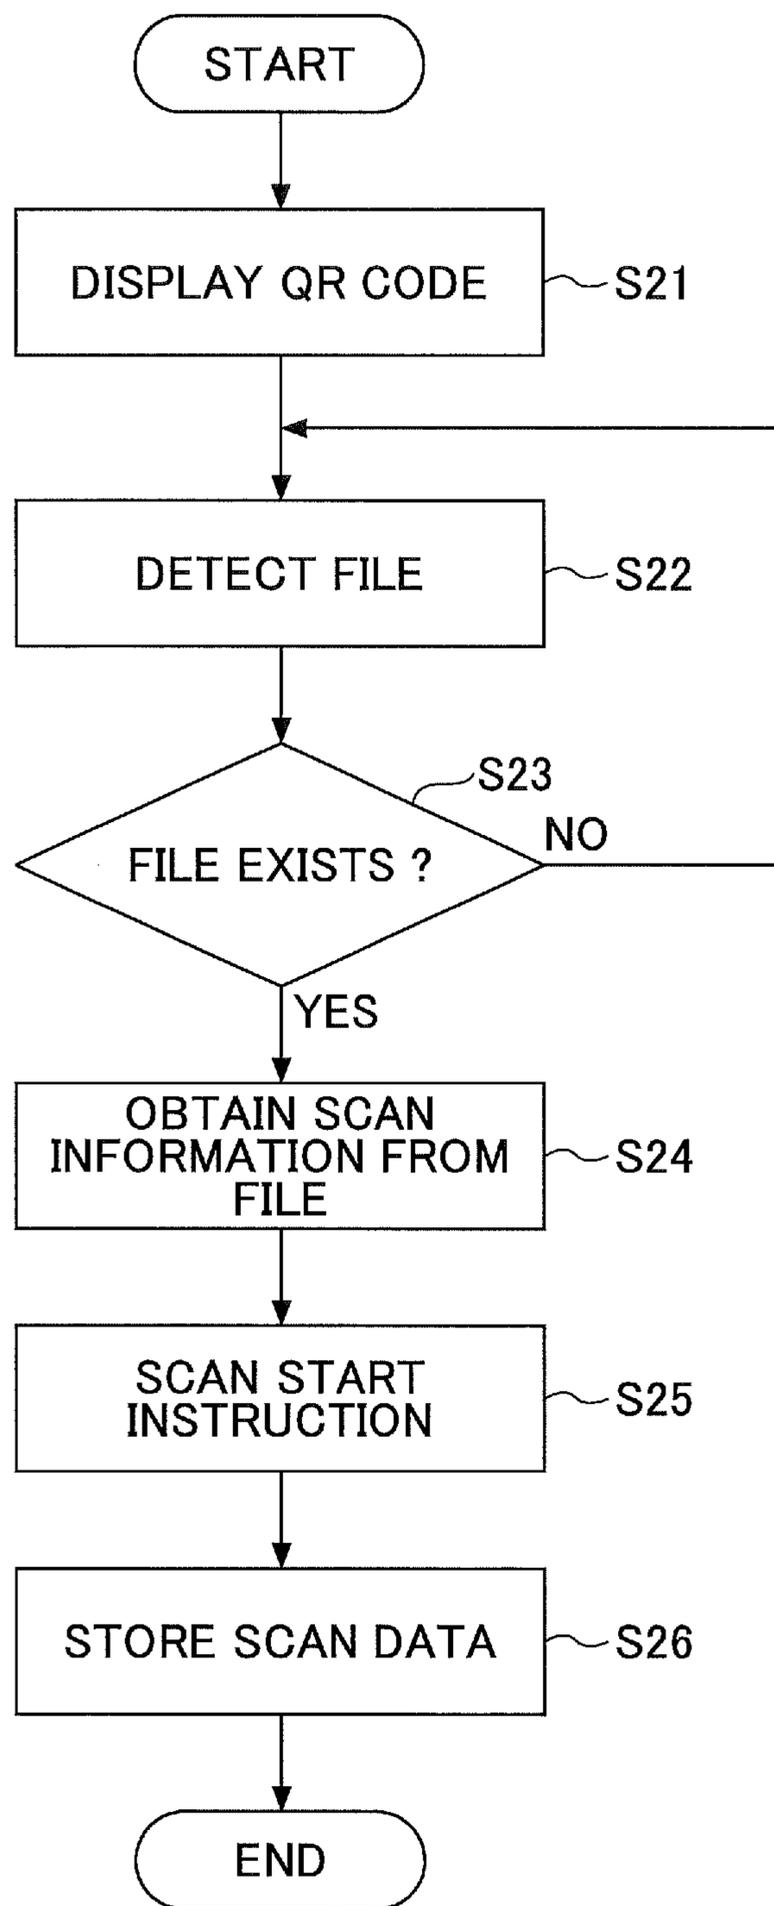 START
DISPLAY QR CODE
S21
DETECT FILE
S22
S23
FILE EXISTS ?
NO
YES
OBTAIN SCAN
INFORMATION FROM
FILE
S24
SCAN START
INSTRUCTION
S25
STORE SCAN DATA
S26
END